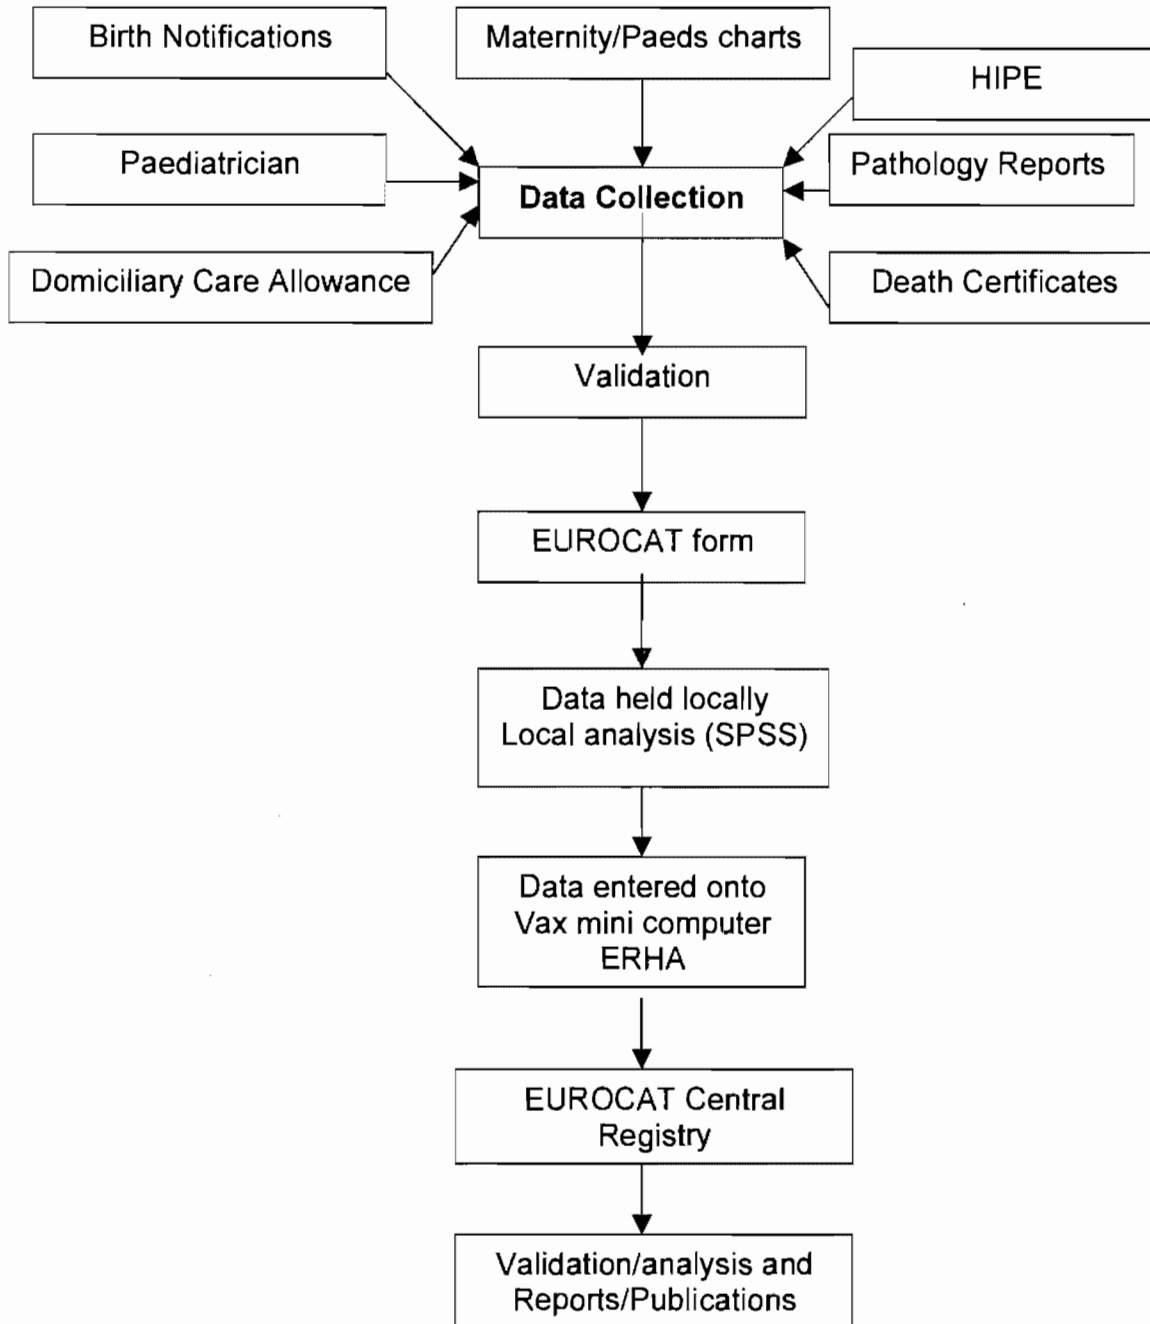 Birth Notifications
Maternity/Paeds charts
HIPE
Paediatrician
Data Collection
Pathology Reports
Domiciliary Care Allowance
Death Certificates
Validation
EUROCAT form
Data held locally
Local analysis (SPSS)
Data entered onto
Vax mini computer
ERHA
EUROCAT Central
Registry
Validation/analysis and
Reports/Publications